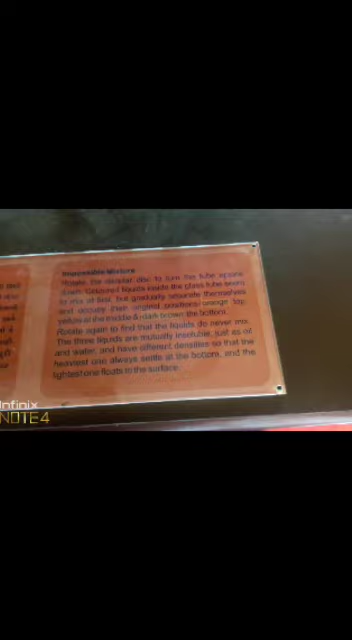 Impossible Mixture
Rotate the circular disc to turn the tube upside
down. Coloured liquids inside the glass tube seem
to mix at first, but gradually separate themselves
and occupy their original positions- orange top,
yellow at the middle & dark brown the bottom.
Rotate again to find that the liquids do never mix.
The three liquids are mutually insoluble, just as oil
and water, and have different densities so that the
heaviest one always settle at the bottom, and the
lightest one floats to the surface.
Infinix
NOTE4